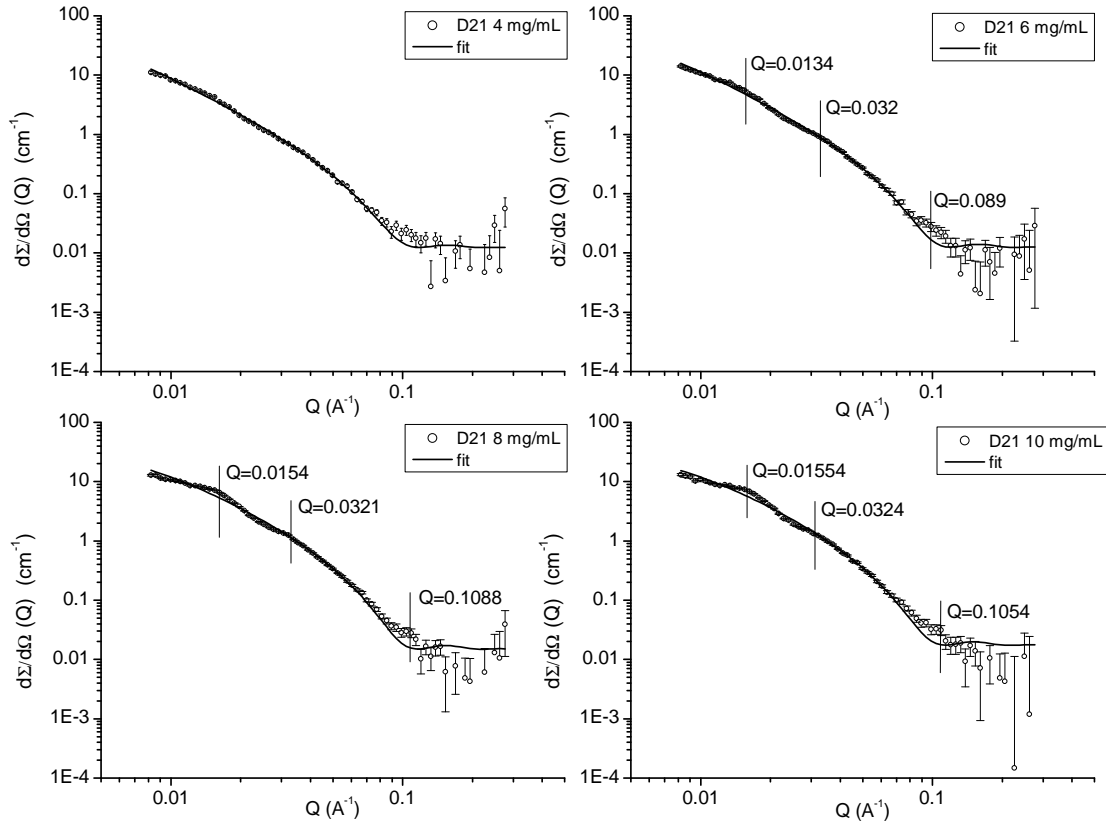 D21 4 mg/mL
fit
100
10
1
0.1
0.01
1E-3
1E-4
dΣ/dΩ (Q) (cm⁻¹)
0.01
0.1
Q (A⁻¹)
D21 6 mg/mL
fit
Q=0.0134
Q=0.032
Q=0.089
100
10
1
0.1
0.01
1E-3
1E-4
dΣ/dΩ (Q) (cm⁻¹)
0.01
0.1
Q (A⁻¹)
D21 8 mg/mL
fit
Q=0.0154
Q=0.0321
Q=0.1088
100
10
1
0.1
0.01
1E-3
1E-4
dΣ/dΩ (Q) (cm⁻¹)
0.01
0.1
Q (A⁻¹)
D21 10 mg/mL
fit
Q=0.01554
Q=0.0324
Q=0.1054
100
10
1
0.1
0.01
1E-3
1E-4
dΣ/dΩ (Q) (cm⁻¹)
0.01
0.1
Q (A⁻¹)